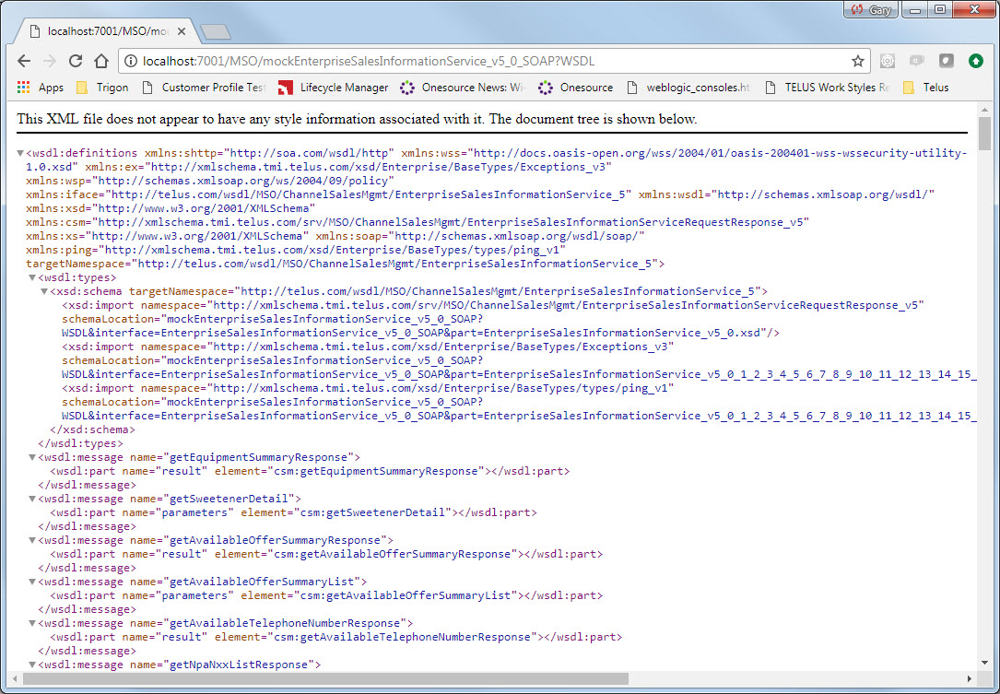 Gary
localhost:7001/MSO/moc
localhost:7001/MSO/mockEnterpriseSalesInformationService_v5_0_SOAP?WSDL
Apps Trigon Customer Profile Test Lifecycle Manager Onesource News: Wi Onesource weblogic_consoles.ht TELUS Work Styles Re Telus
This XML file does not appear to have any style information associated with it. The document tree is shown below.
▼<wsdl:definitions xmlns:shttp="http://soa.com/wsdl/http" xmlns:wss="http://docs.oasis-open.org/wss/2004/01/oasis-200401-wss-wssecurity-utility-
1.0.xsd" xmlns:ex="http://xmlschema.tmi.telus.com/xsd/Enterprise/BaseTypes/Exceptions_v3"
xmlns:wsp="http://schemas.xmlsoap.org/ws/2004/09/policy"
xmlns:iface="http://telus.com/wsdl/MSO/ChannelSalesMgmt/EnterpriseSalesInformationService_5" xmlns:wsdl="http://schemas.xmlsoap.org/wsdl/"
xmlns:xsd="http://www.w3.org/2001/XMLSchema"
xmlns:csm="http://xmlschema.tmi.telus.com/srv/MSO/ChannelSalesMgmt/EnterpriseSalesInformationServiceRequestResponse_v5"
xmlns:xs="http://www.w3.org/2001/XMLSchema" xmlns:soap="http://schemas.xmlsoap.org/wsdl/soap/"
xmlns:ping="http://xmlschema.tmi.telus.com/xsd/Enterprise/BaseTypes/types/ping_v1"
targetNamespace="http://telus.com/wsdl/MSO/ChannelSalesMgmt/EnterpriseSalesInformationService_5">
▼<wsdl:types>
▼<xsd:schema targetNamespace="http://telus.com/wsdl/MSO/ChannelSalesMgmt/EnterpriseSalesInformationService_5">
<xsd:import namespace="http://xmlschema.tmi.telus.com/srv/MSO/ChannelSalesMgmt/EnterpriseSalesInformationServiceRequestResponse_v5"
schemaLocation="mockEnterpriseSalesInformationService_v5_0_SOAP?
WSDL&interface=EnterpriseSalesInformationService_v5_0_SOAP&part=EnterpriseSalesInformationService_v5_0.xsd"/>
<xsd:import namespace="http://xmlschema.tmi.telus.com/xsd/Enterprise/BaseTypes/Exceptions_v3"
schemaLocation="mockEnterpriseSalesInformationService_v5_0_SOAP?
WSDL&interface=EnterpriseSalesInformationService_v5_0_SOAP&part=EnterpriseSalesInformationService_v5_0_1_2_3_4_5_6_7_8_9_10_11_12_13_14_15_
<xsd:import namespace="http://xmlschema.tmi.telus.com/xsd/Enterprise/BaseTypes/types/ping_v1"
schemaLocation="mockEnterpriseSalesInformationService_v5_0_SOAP?
WSDL&interface=EnterpriseSalesInformationService_v5_0_SOAP&part=EnterpriseSalesInformationService_v5_0_1_2_3_4_5_6_7_8_9_10_11_12_13_14_15_
</xsd:schema>
</wsdl:types>
▼<wsdl:message name="getEquipmentSummaryResponse">
<wsdl:part name="result" element="csm:getEquipmentSummaryResponse"></wsdl:part>
</wsdl:message>
▼<wsdl:message name="getSweetenerDetail">
<wsdl:part name="parameters" element="csm:getSweetenerDetail"></wsdl:part>
</wsdl:message>
▼<wsdl:message name="getAvailableOfferSummaryResponse">
<wsdl:part name="result" element="csm:getAvailableOfferSummaryResponse"></wsdl:part>
</wsdl:message>
▼<wsdl:message name="getAvailableOfferSummaryList">
<wsdl:part name="parameters" element="csm:getAvailableOfferSummaryList"></wsdl:part>
</wsdl:message>
▼<wsdl:message name="getAvailableTelephoneNumberResponse">
<wsdl:part name="result" element="csm:getAvailableTelephoneNumberResponse"></wsdl:part>
</wsdl:message>
▼<wsdl:message name="getNpaNxxListResponse">